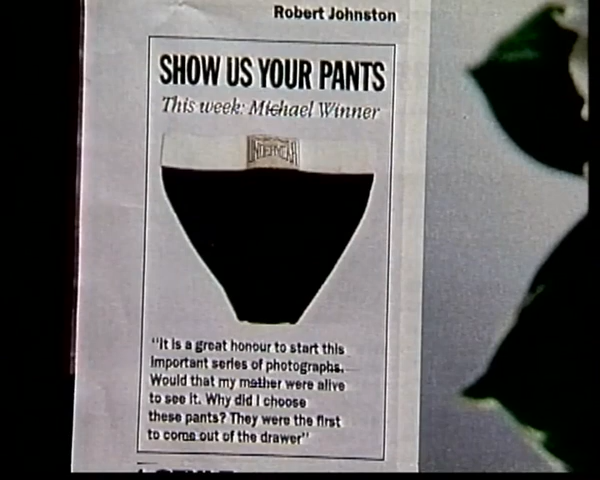 Robert Johnston
SHOW US YOUR PANTS
This week: Michael Winner
UNDERWEAR
"It is a great honour to start this
important series of photographs.
Would that my mother were alive
to see it. Why did I choose
these pants? They were the first
to come out of the drawer"